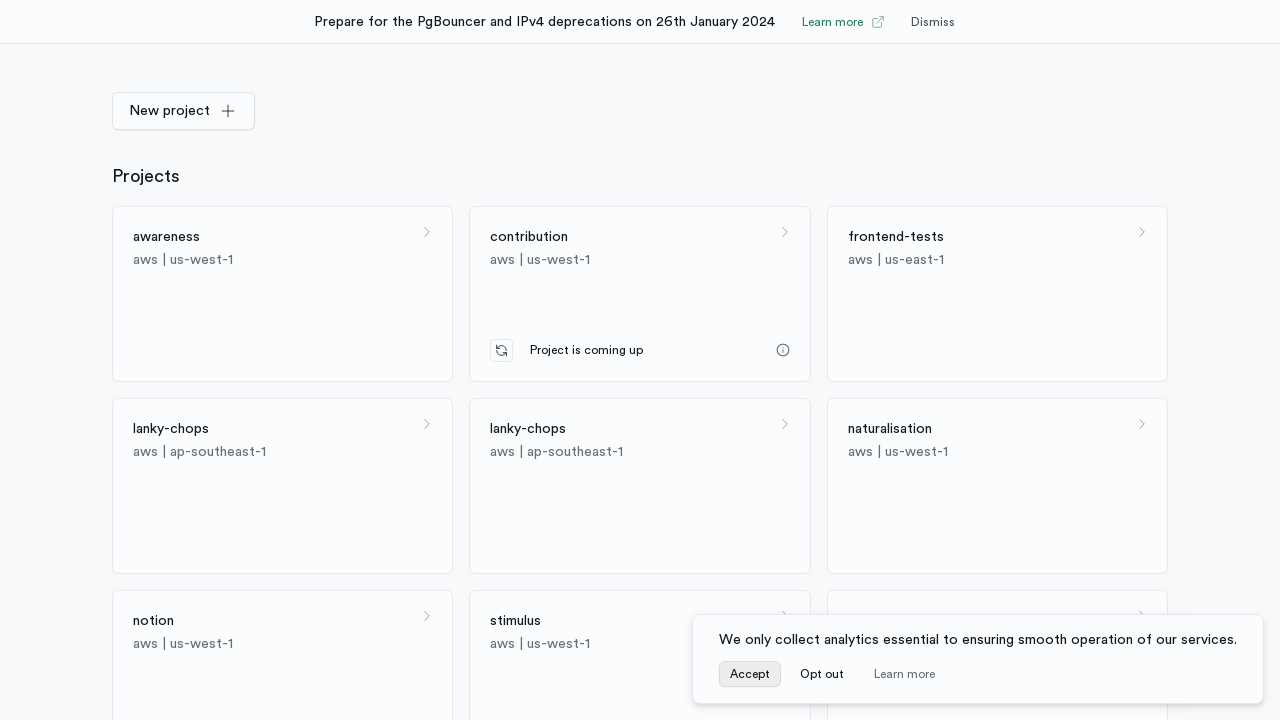 Prepare for the PgBouncer and IPv4 deprecations on 26th January 2024 Learn more Dismiss
New project
Projects
awareness
aws | us-west-1
contribution
aws | us-west-1
Project is coming up
frontend-tests
aws | us-east-1
lanky-chops
aws | ap-southeast-1
lanky-chops
aws | ap-southeast-1
naturalisation
aws | us-west-1
notion
aws | us-west-1
stimulus
aws | us-west-1
We only collect analytics essential to ensuring smooth operation of our services.
Accept Opt out Learn more